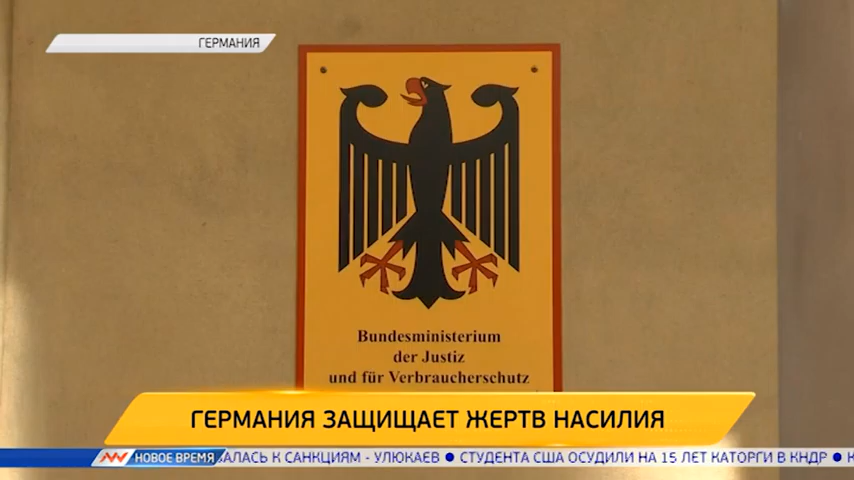 ГЕРМАНИЯ
Bundesministerium
der Justiz
und für Verbraucherschutz
ГЕРМАНИЯ ЗАЩИЩАЕТ ЖЕРТВ НАСИЛИЯ
НОВОЕ ВРЕМЯ
К САНКЦИЯМ - УЛЮКАЕВ ● СТУДЕНТА США ОСУДИЛИ НА 15 ЛЕТ КАТОРГИ В КНДР ●